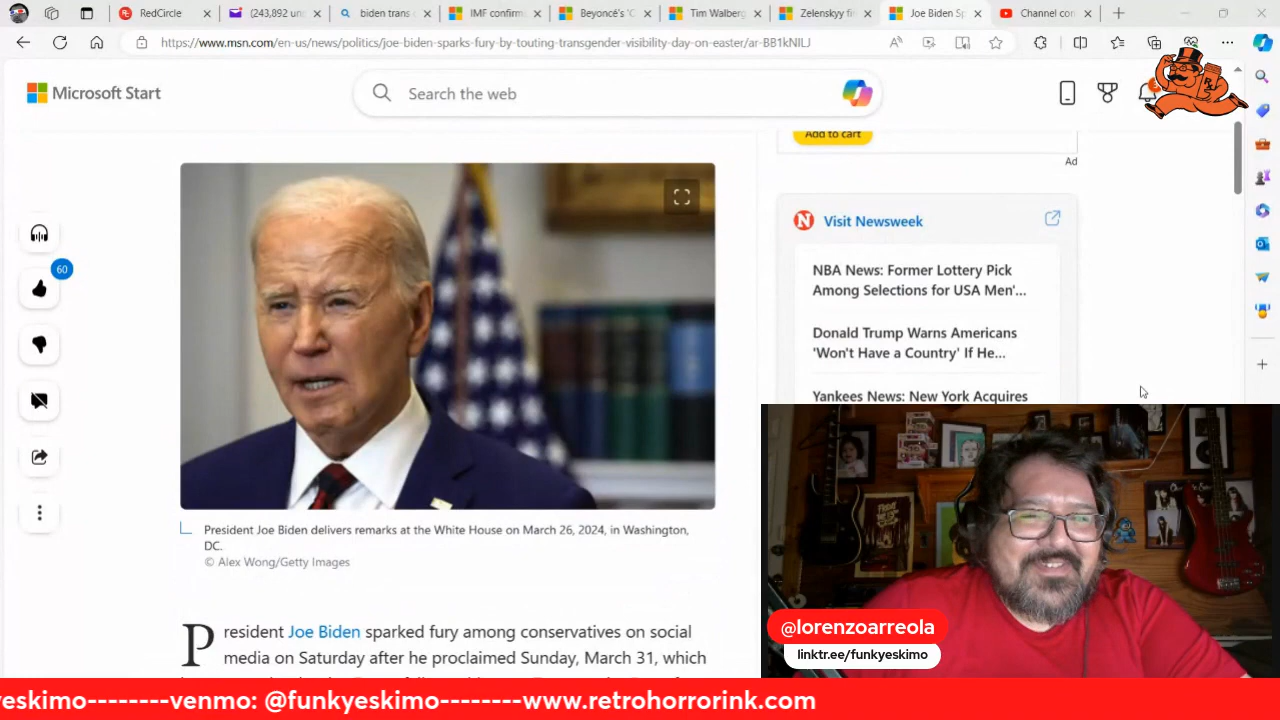 RedCircle
(243,892 un
biden trans
IMF confirm
Beyoncé's 'C
Tim Walberg
Zelenskyy fi
Joe Biden Sp
Channel con
https://www.msn.com/en-us/news/politics/joe-biden-sparks-fury-by-touting-transgender-visibility-day-on-easter/ar-BB1kNILJ
Microsoft Start
Search the web
Add to cart
Ad
60
Visit Newsweek
NBA News: Former Lottery Pick
Among Selections for USA Men'...
Donald Trump Warns Americans
'Won't Have a Country' If He...
Yankees News: New York Acquires
President Joe Biden delivers remarks at the White House on March 26, 2024, in Washington,
DC.
© Alex Wong/Getty Images
President Joe Biden sparked fury among conservatives on social
media on Saturday after he proclaimed Sunday, March 31, which
@lorenzoarreola
linktr.ee/funkyeskimo
yeskimo--------venmo: @funkyeskimo--------www.retrohorrorink.com